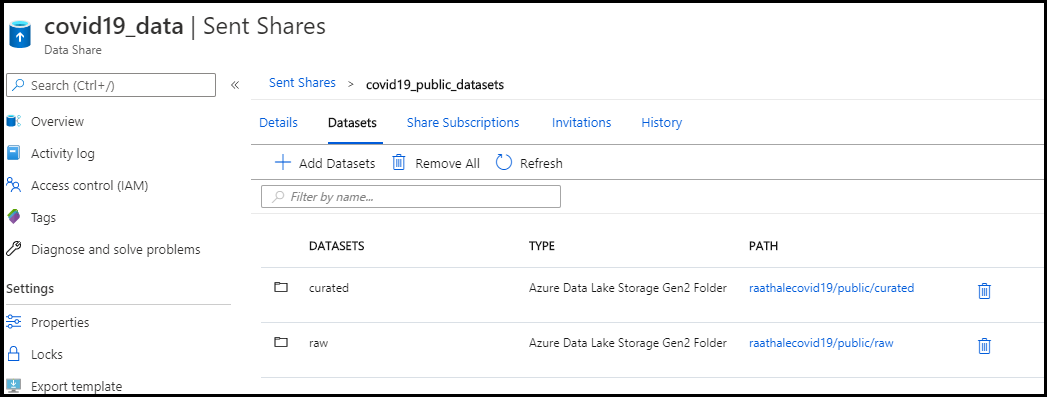 covid19_data | Sent Shares
Data Share
Search (Ctrl+/)
«
Overview
Activity log
Access control (IAM)
Tags
Diagnose and solve problems
Settings
Properties
Locks
Export template
Sent Shares > covid19_public_datasets
Details Datasets Share Subscriptions Invitations History
Add Datasets Remove All Refresh
Filter by name...
DATASETS TYPE PATH
curated Azure Data Lake Storage Gen2 Folder raathalecovid19/public/curated
raw Azure Data Lake Storage Gen2 Folder raathalecovid19/public/raw